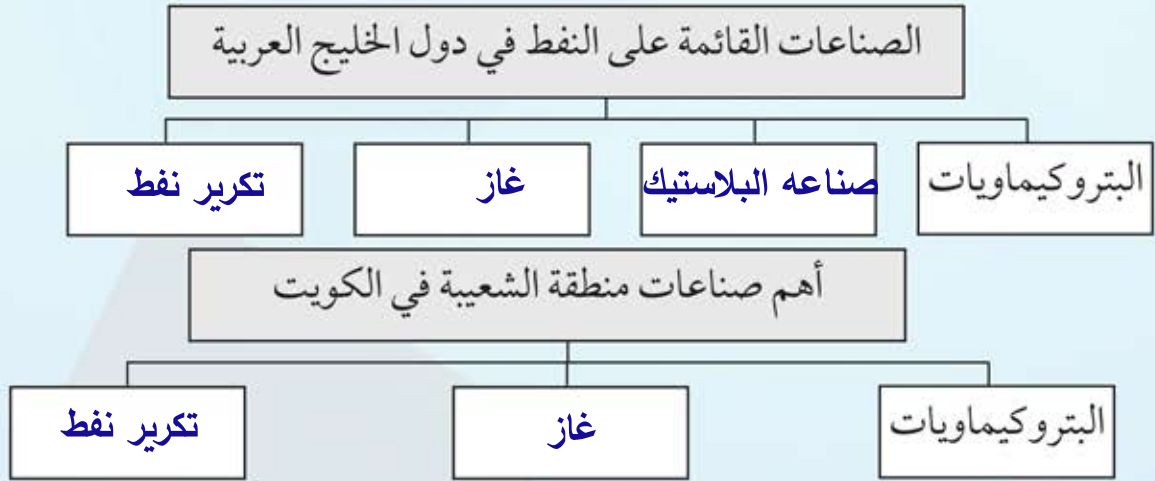 الصناعات القائمة على النفط في دول الخليج العربية
البتروكيماويات
صناعه البلاستيك
غاز
تكرير نفط
أهم صناعات منطقة الشعيبة في الكويت
البتروكيماويات
غاز
تكرير نفط